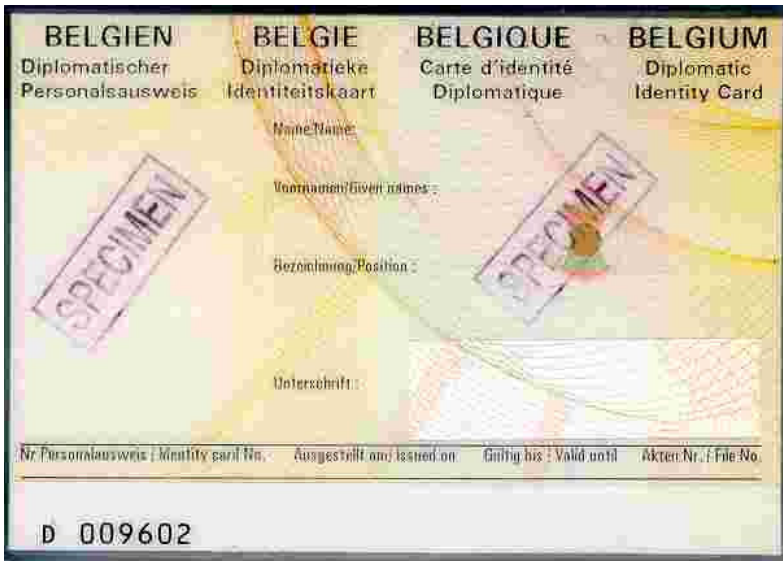 BELGIEN BELGIE BELGIQUE BELGIUM
Diplomatischer Diplomatieke Carte d'identité Diplomatic
Personalsausweis Identiteitskaart Diplomatique Identity Card
Name/Name:
Voornamen/Given names :
SPECIMEN SPECIMEN
Bezeichnung/Position :
Unterschrift :
Nr Personalausweis / Identity card No. Ausgestellt am/ Issued on Gültig bis / Valid until Akten Nr. / File No.
D 009602